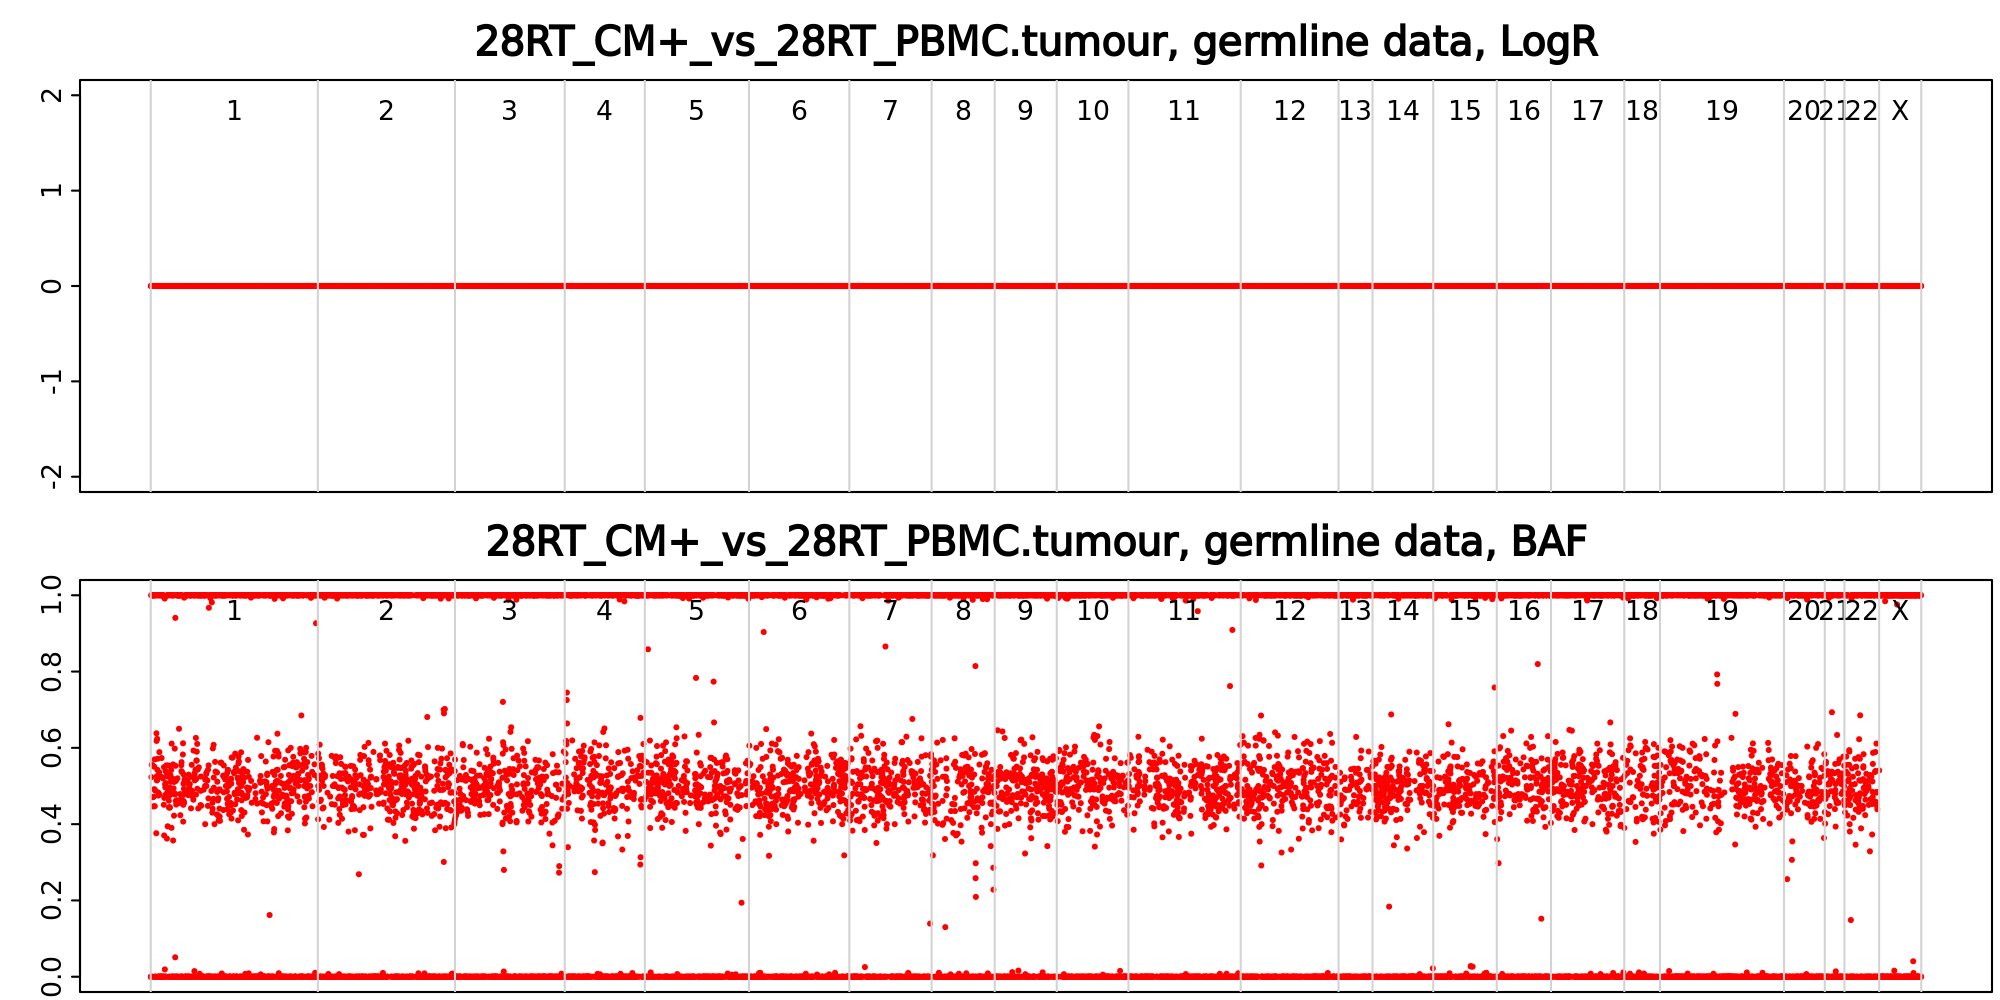 28RT_CM+_vs_28RT_PBMC.tumour, germline data, LogR
2
1 2 3 4 5 6 7 8 9 10 11 12 13 14 15 16 17 18 19 20 21 22 X
1
0
-1
-2
28RT_CM+_vs_28RT_PBMC.tumour, germline data, BAF
1.0
1 2 3 4 5 6 7 8 9 10 11 12 13 14 15 16 17 18 19 20 21 22 X
0.8
0.6
0.4
0.2
0.0